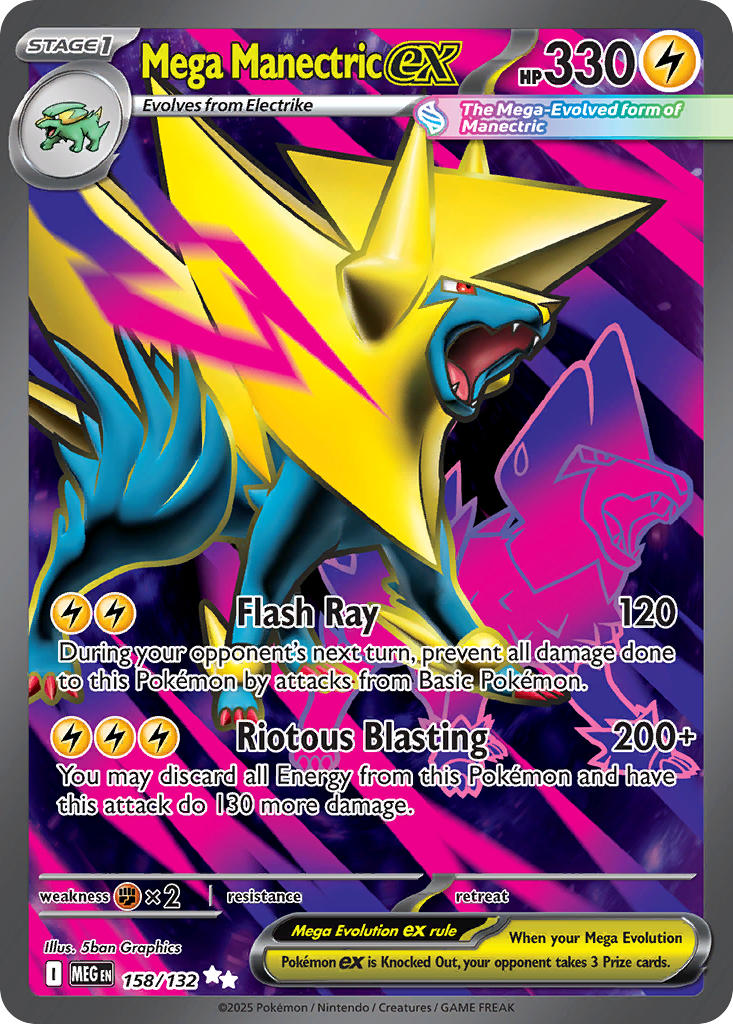 STAGE 1
Mega Manectric ex
HP 330
Evolves from Electrike
The Mega-Evolved form of
Manectric
Flash Ray 120
During your opponent's next turn, prevent all damage done
to this Pokémon by attacks from Basic Pokémon.
Riotous Blasting 200+
You may discard all Energy from this Pokémon and have
this attack do 130 more damage.
weakness ×2 resistance retreat
Mega Evolution ex rule
When your Mega Evolution
Pokémon ex is Knocked Out, your opponent takes 3 Prize cards.
Illus. 5ban Graphics
I MEG EN 158/132
©2025 Pokémon / Nintendo / Creatures / GAME FREAK